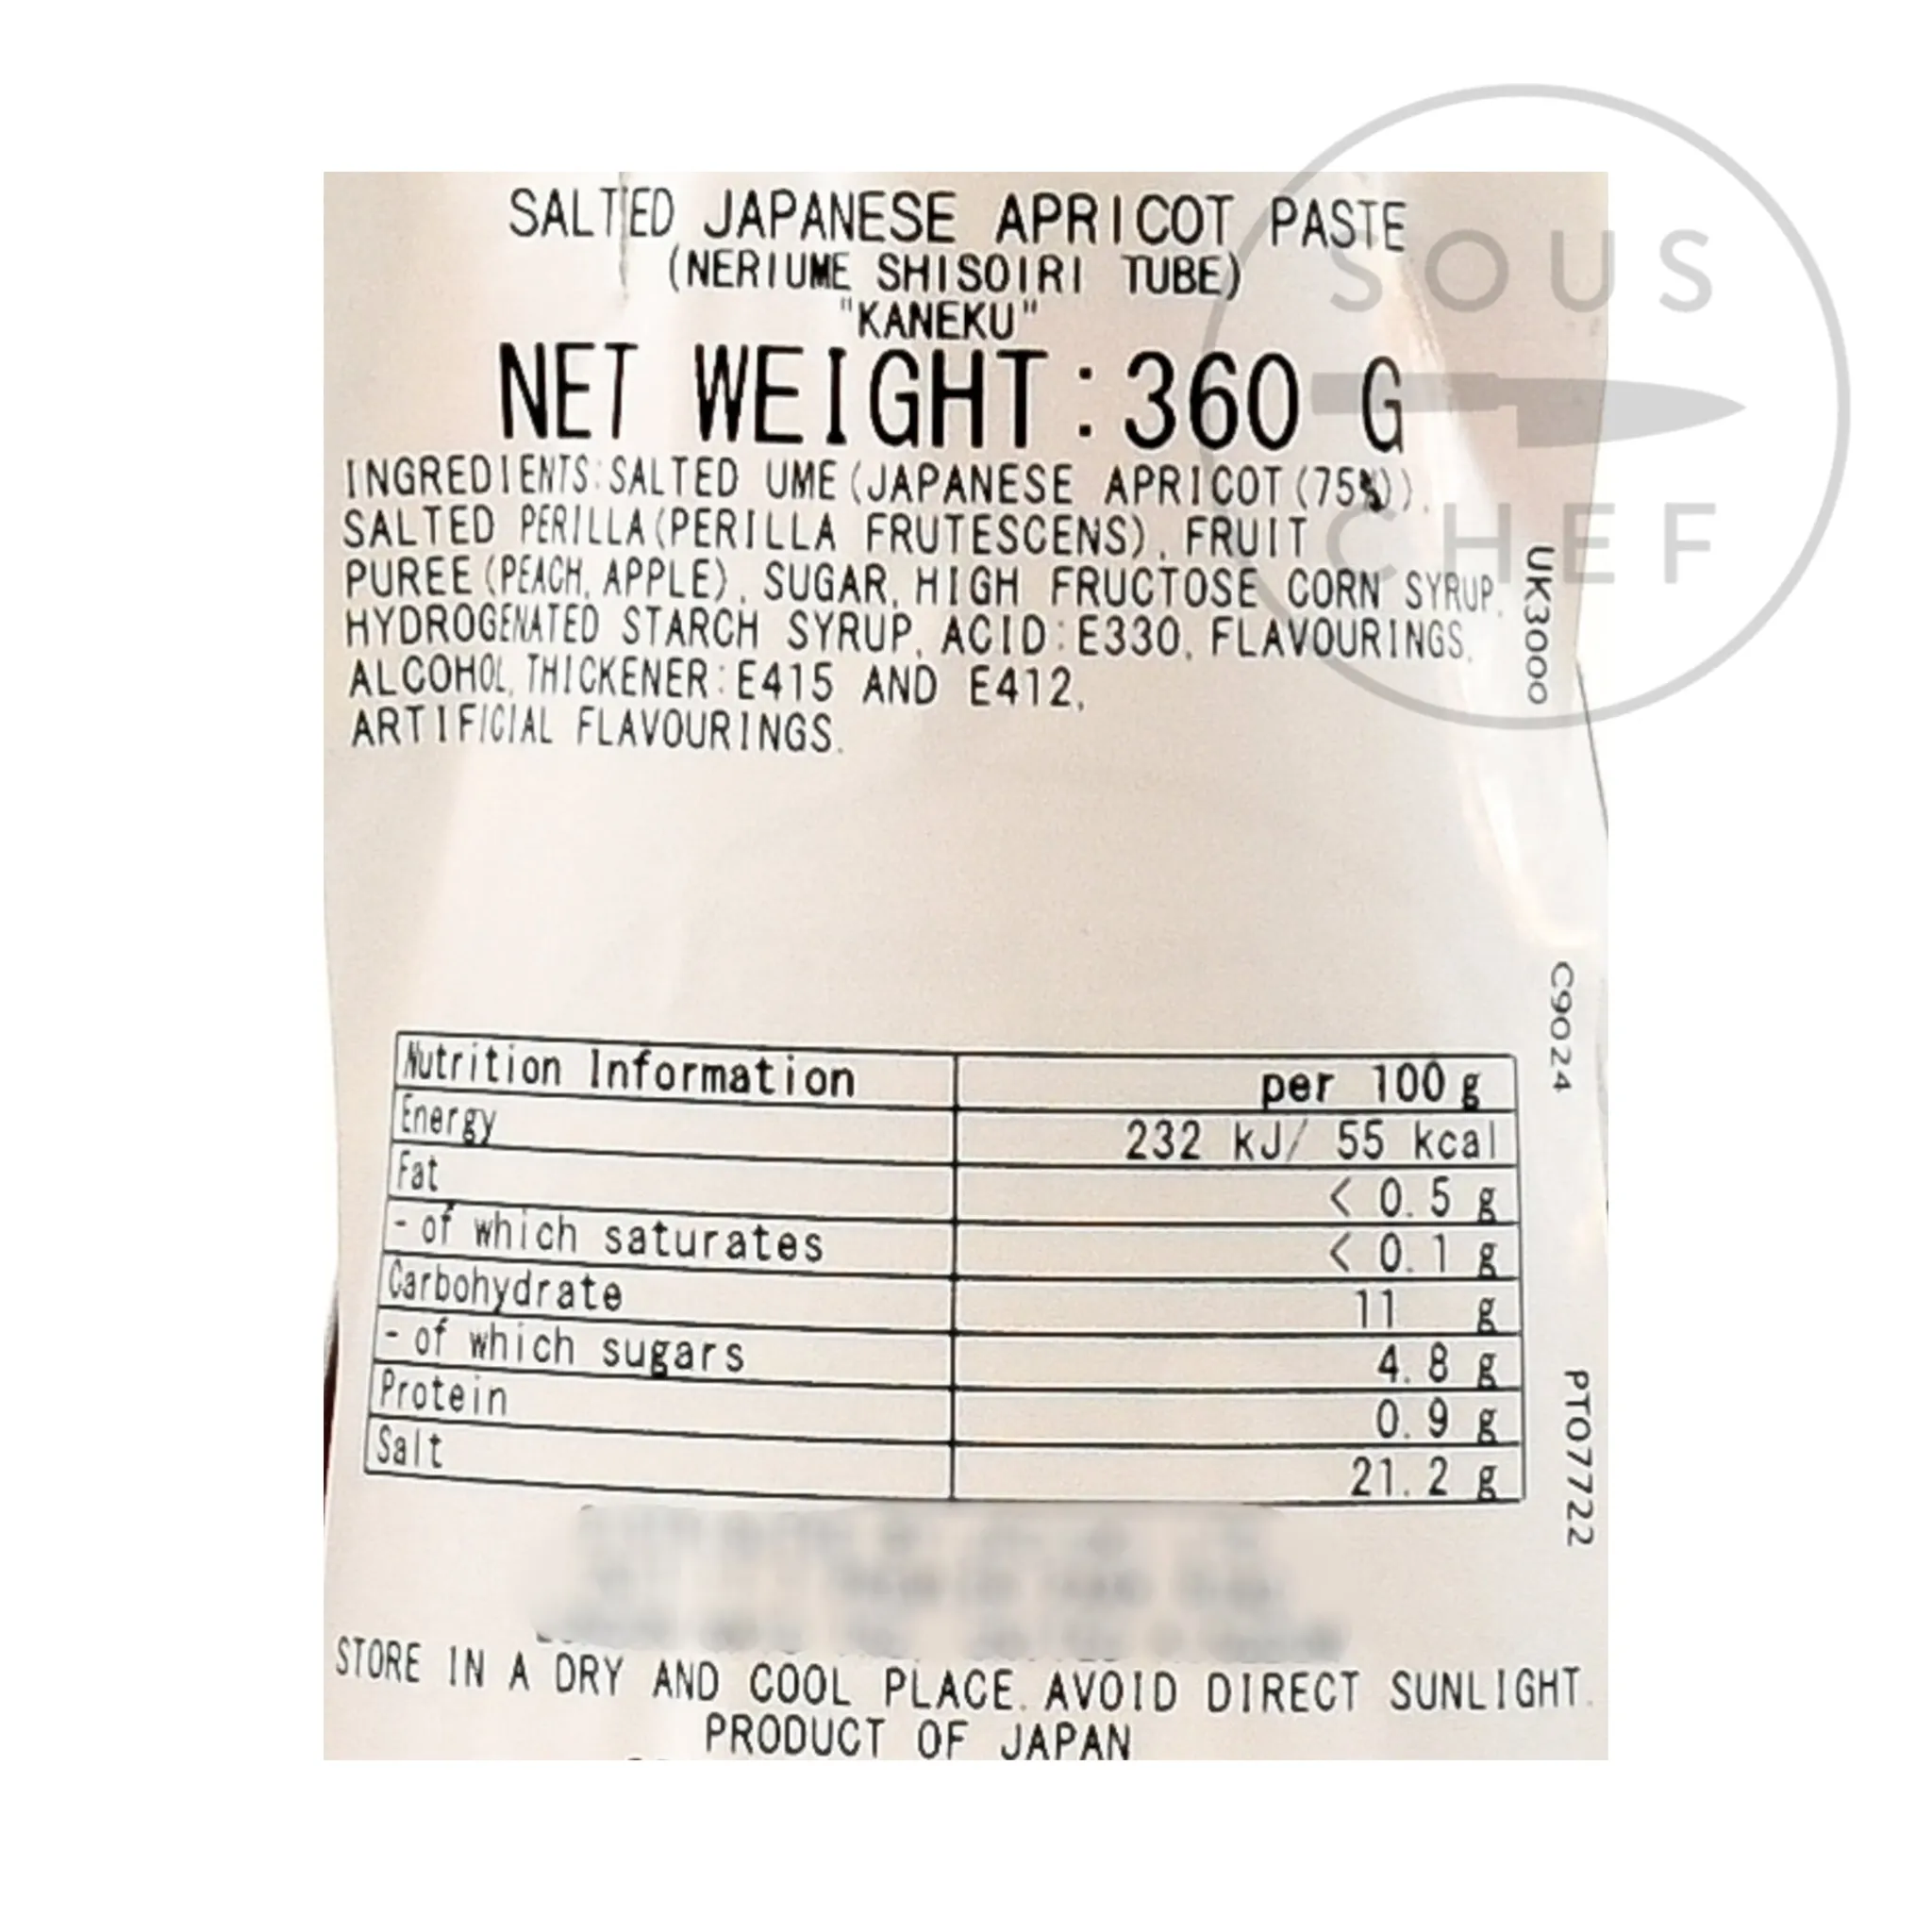 SALTED JAPANESE APRICOT PASTE
(NERIUME SHISOIRI TUBE)
"KANEKU"
NET WEIGHT:360 G
INGREDIENTS:SALTED UME(JAPANESE APRICOT(75%)),
SALTED PERILLA(PERILLA FRUTESCENS), FRUIT
PUREE(PEACH, APPLE), SUGAR, HIGH FRUCTOSE CORN SYRUP,
HYDROGENATED STARCH SYRUP, ACID:E330, FLAVOURINGS,
ALCOHOL, THICKENER:E415 AND E412,
ARTIFICIAL FLAVOURINGS.
SOUS
CHEF
UK3000
C9024
PT07722
Nutrition Information per 100g
Energy 232 kJ/ 55 kcal
Fat < 0.5 g
- of which saturates < 0.1 g
Carbohydrate 11 g
- of which sugars 4.8 g
Protein 0.9 g
Salt 21.2 g
STORE IN A DRY AND COOL PLACE. AVOID DIRECT SUNLIGHT.
PRODUCT OF JAPAN